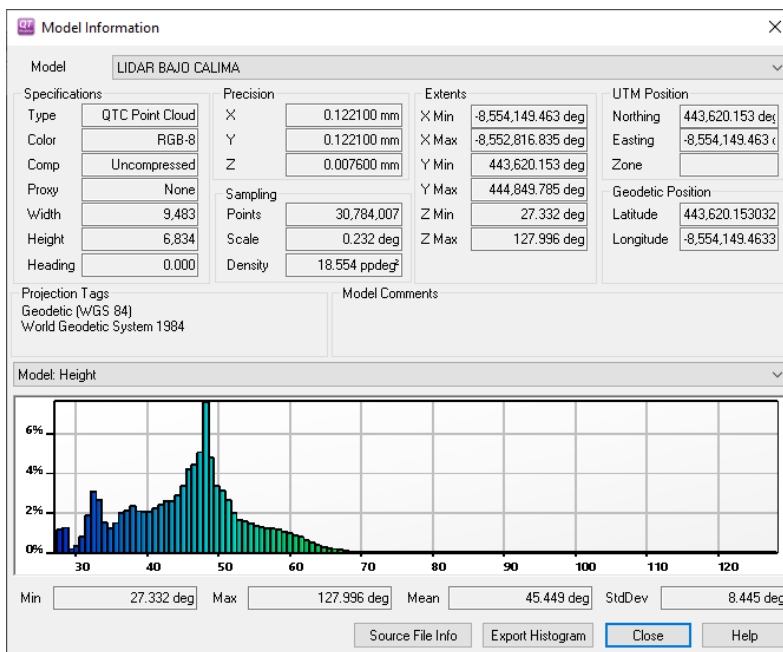 QT Model Information
Model LIDAR BAJO CALIMA
Specifications
Type QTC Point Cloud
Color RGB-8
Comp Uncompressed
Proxy None
Width 9,483
Height 6,834
Heading 0.000
Precision
X 0.122100 mm
Y 0.122100 mm
Z 0.007600 mm
Sampling
Points 30,784,007
Scale 0.232 deg
Density 18.554 ppdeg²
Extents
X Min -8,554,149.463 deg
X Max -8,552,816.835 deg
Y Min 443,620.153 deg
Y Max 444,849.785 deg
Z Min 27.332 deg
Z Max 127.996 deg
UTM Position
Northing 443,620.153 deg
Easting -8,554,149.463
Zone
Geodetic Position
Latitude 443,620.153032
Longitude -8,554,149.4633
Projection Tags
Geodetic (WGS 84)
World Geodetic System 1984
Model Comments
Model: Height
6%
4%
2%
0%
30 40 50 60 70 80 90 100 110 120
Min 27.332 deg Max 127.996 deg Mean 45.449 deg StdDev 8.445 deg
Source File Info Export Histogram Close Help